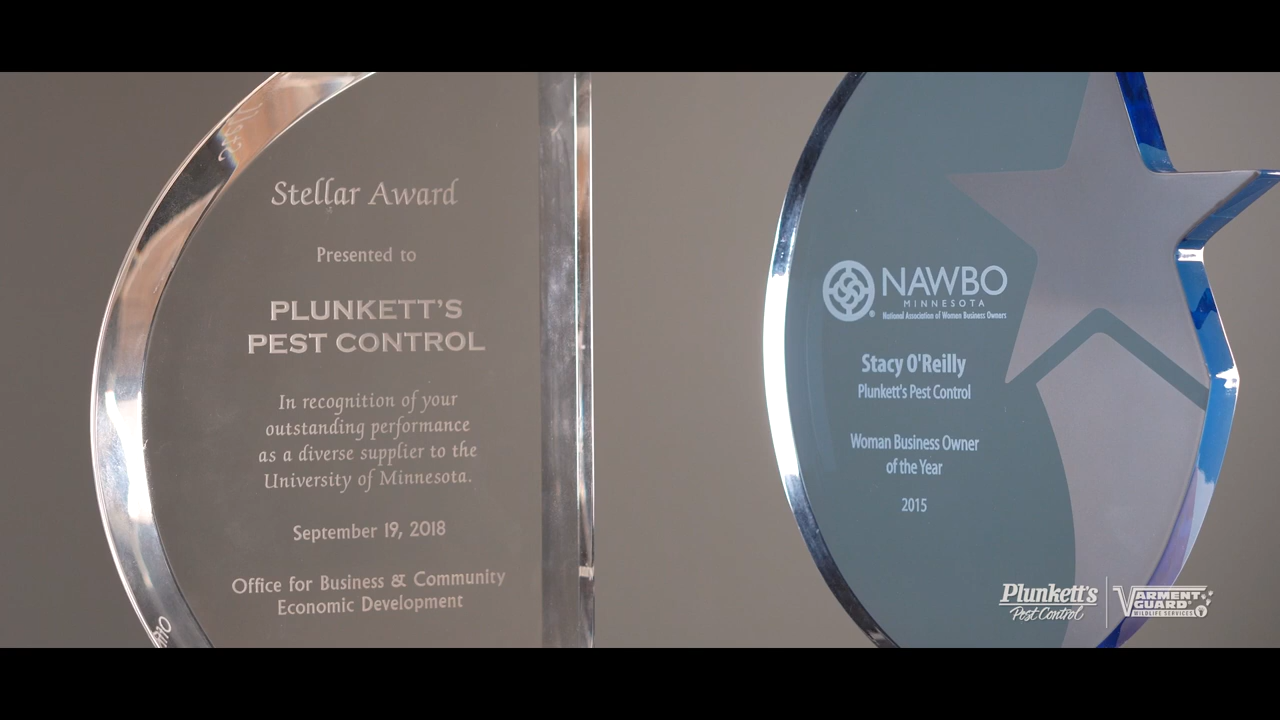 Stellar Award
Presented to
PLUNKETT'S
PEST CONTROL
In recognition of your
outstanding performance
as a diverse supplier to the
University of Minnesota.
September 19, 2018
Office for Business & Community
Economic Development
NAWBO
MINNESOTA
National Association of Women Business Owners
Stacy O'Reilly
Plunkett's Pest Control
Woman Business Owner
of the Year
2015
Plunkett's
Pest Control
VARMENT
GUARD
WILDLIFE SERVICES